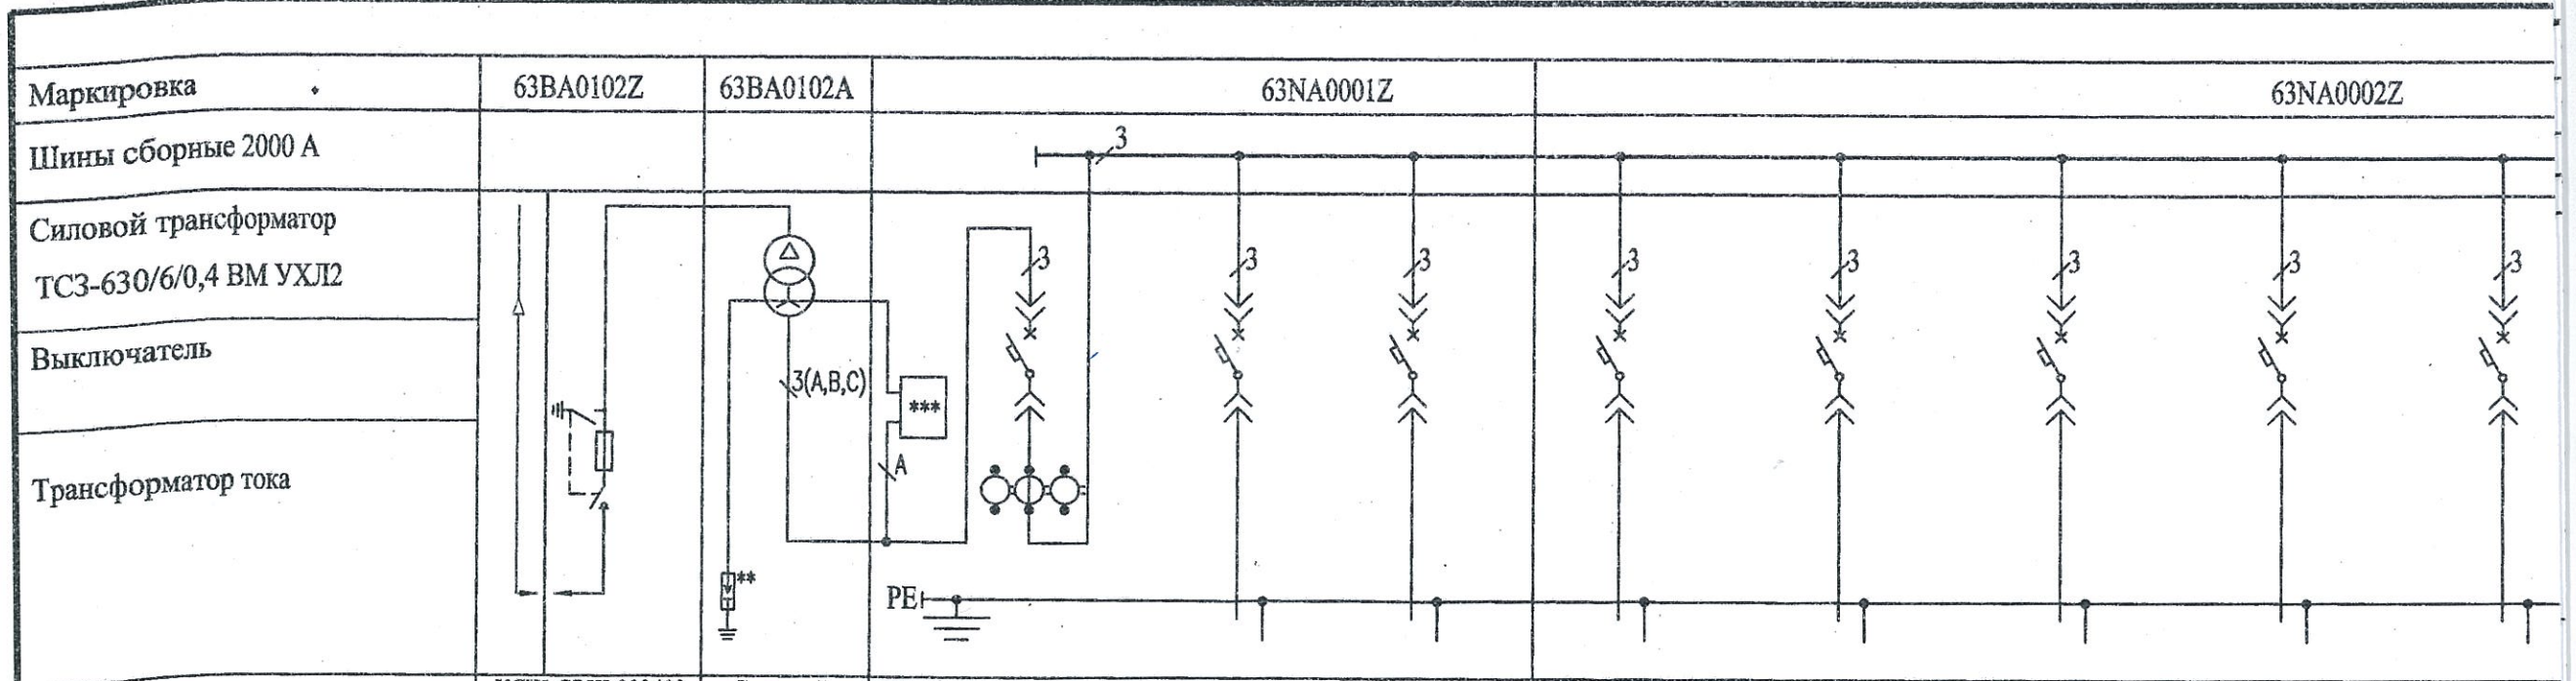 Маркировка
63BA0102Z
63BA0102A
63NA0001Z
63NA0002Z
Шины сборные 2000 А
3
Силовой трансформатор
ТСЗ-630/6/0,4 ВМ УХЛ2
3
3
3
3
3
3
3
3
Выключатель
3(A,B,C)
***
A
Трансформатор тока
**
PE